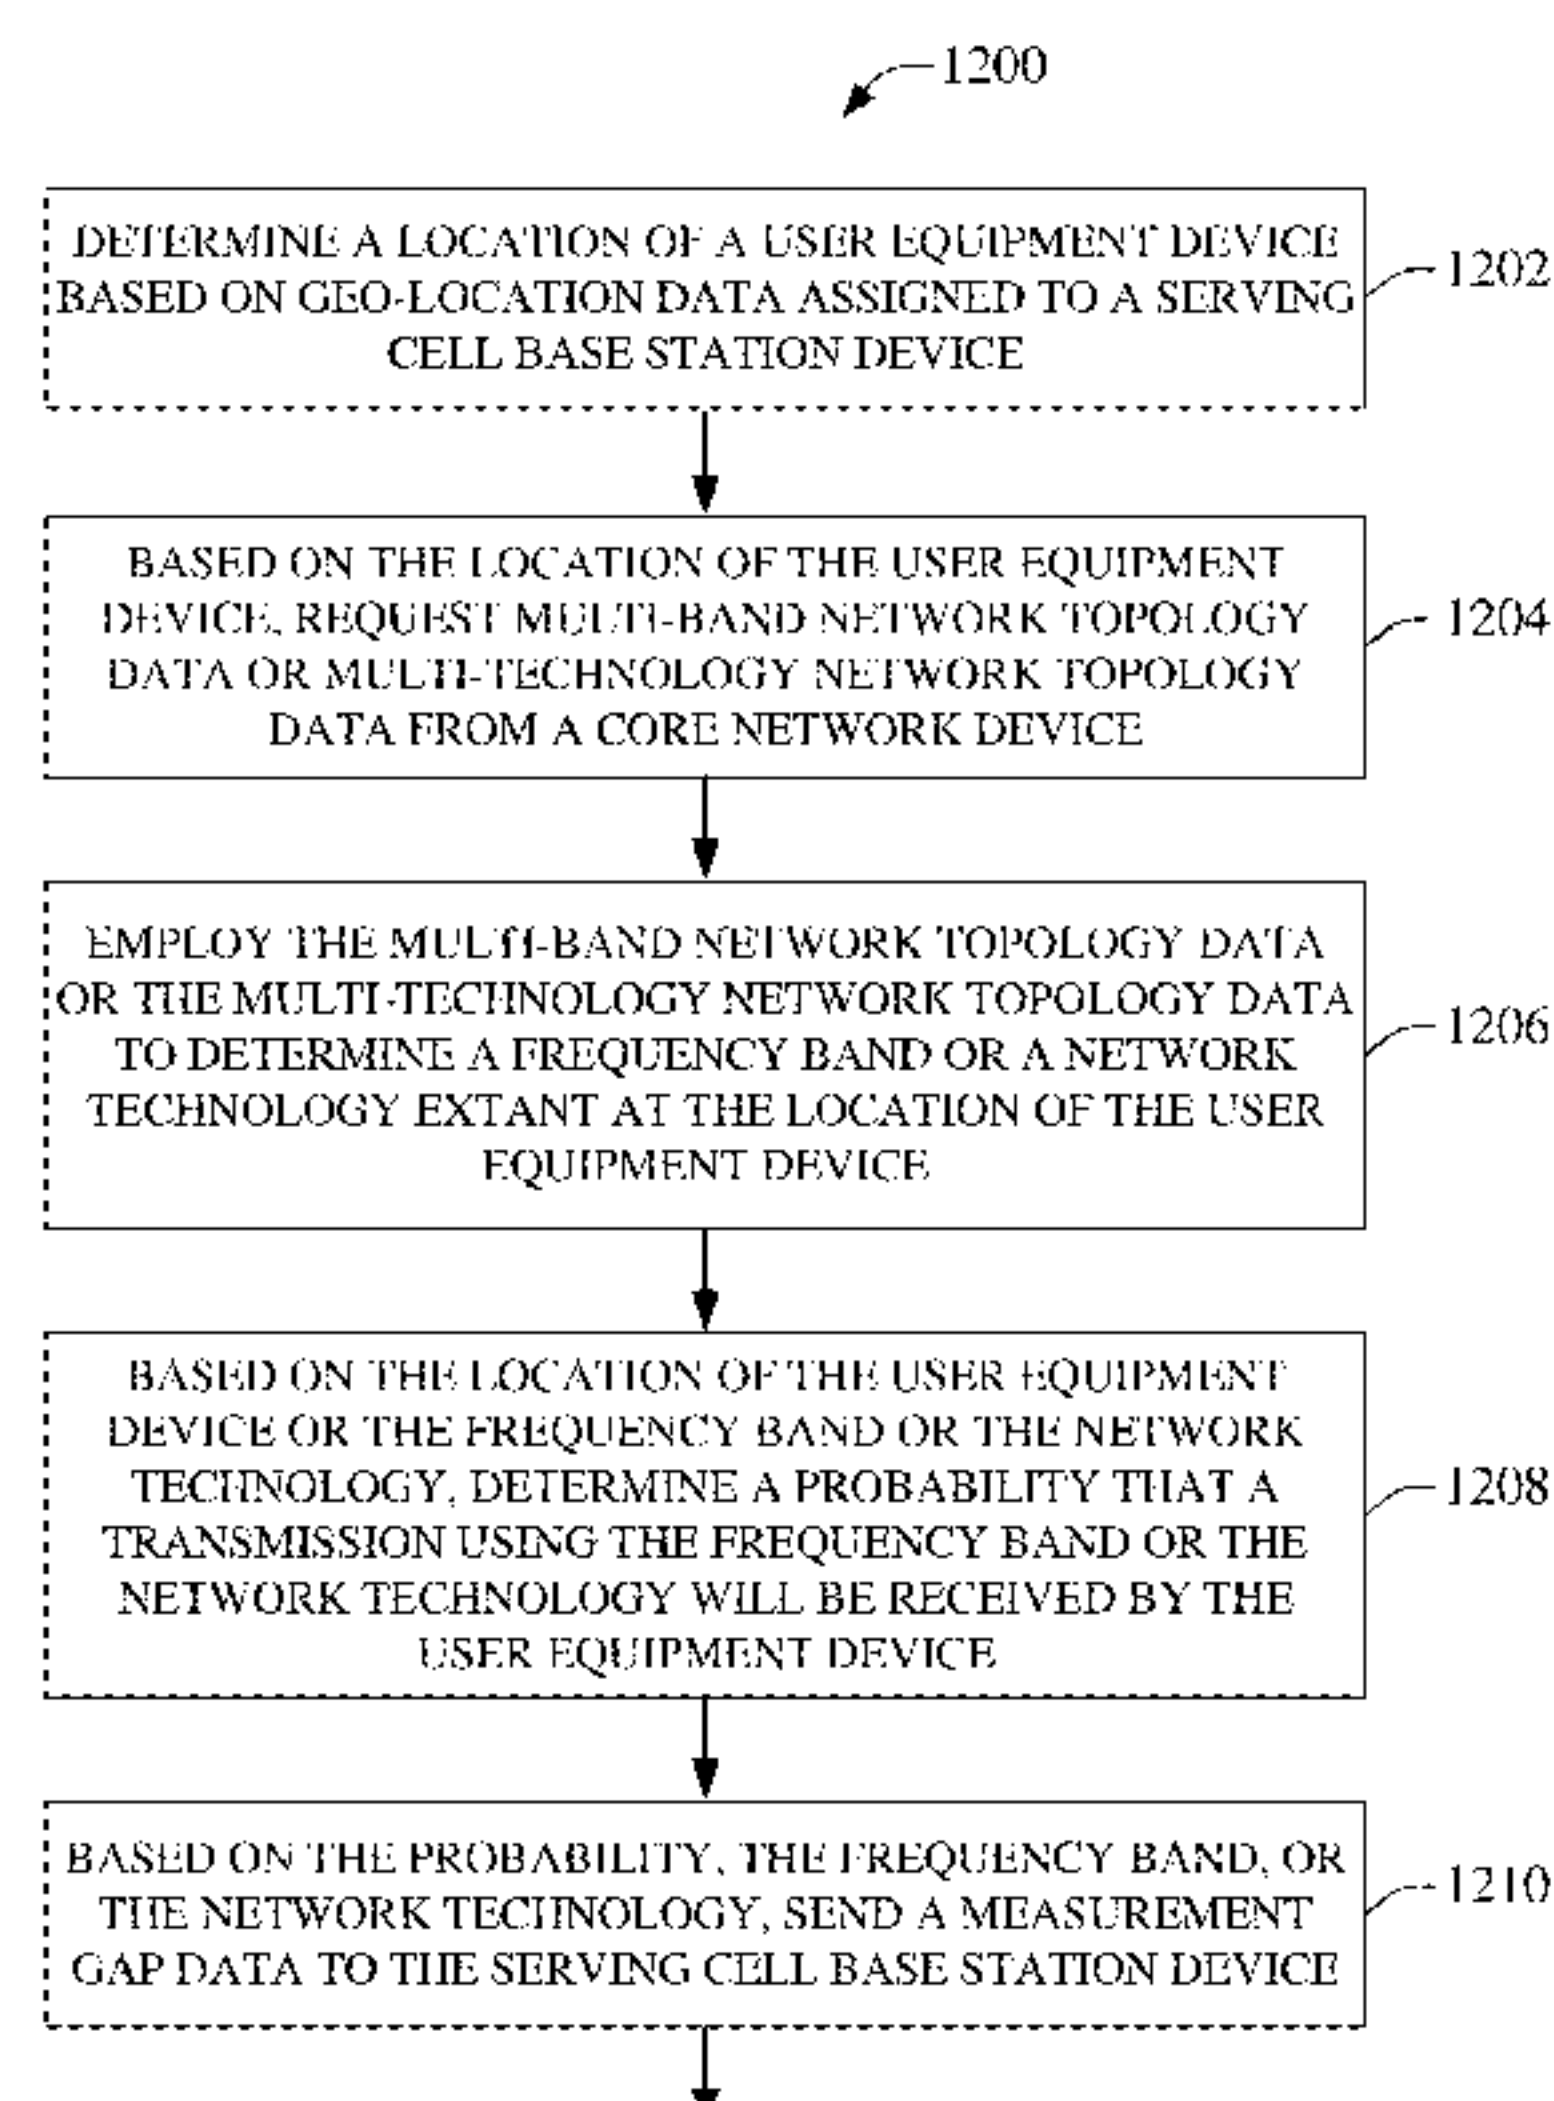 1200
DETERMINE A LOCATION OF A USER EQUIPMENT DEVICE
BASED ON GEO-LOCATION DATA ASSIGNED TO A SERVING
CELL BASE STATION DEVICE
1202
BASED ON THE LOCATION OF THE USER EQUIPMENT
DEVICE, REQUEST MULTI-BAND NETWORK TOPOLOGY
DATA OR MULTI-TECHNOLOGY NETWORK TOPOLOGY
DATA FROM A CORE NETWORK DEVICE
1204
EMPLOY THE MULTI-BAND NETWORK TOPOLOGY DATA
OR THE MULTI-TECHNOLOGY NETWORK TOPOLOGY DATA
TO DETERMINE A FREQUENCY BAND OR A NETWORK
TECHNOLOGY EXTANT AT THE LOCATION OF THE USER
EQUIPMENT DEVICE
1206
BASED ON THE LOCATION OF THE USER EQUIPMENT
DEVICE OR THE FREQUENCY BAND OR THE NETWORK
TECHNOLOGY, DETERMINE A PROBABILITY THAT A
TRANSMISSION USING THE FREQUENCY BAND OR THE
NETWORK TECHNOLOGY WILL BE RECEIVED BY THE
USER EQUIPMENT DEVICE
1208
BASED ON THE PROBABILITY, THE FREQUENCY BAND, OR
THE NETWORK TECHNOLOGY, SEND A MEASUREMENT
GAP DATA TO THE SERVING CELL BASE STATION DEVICE
1210